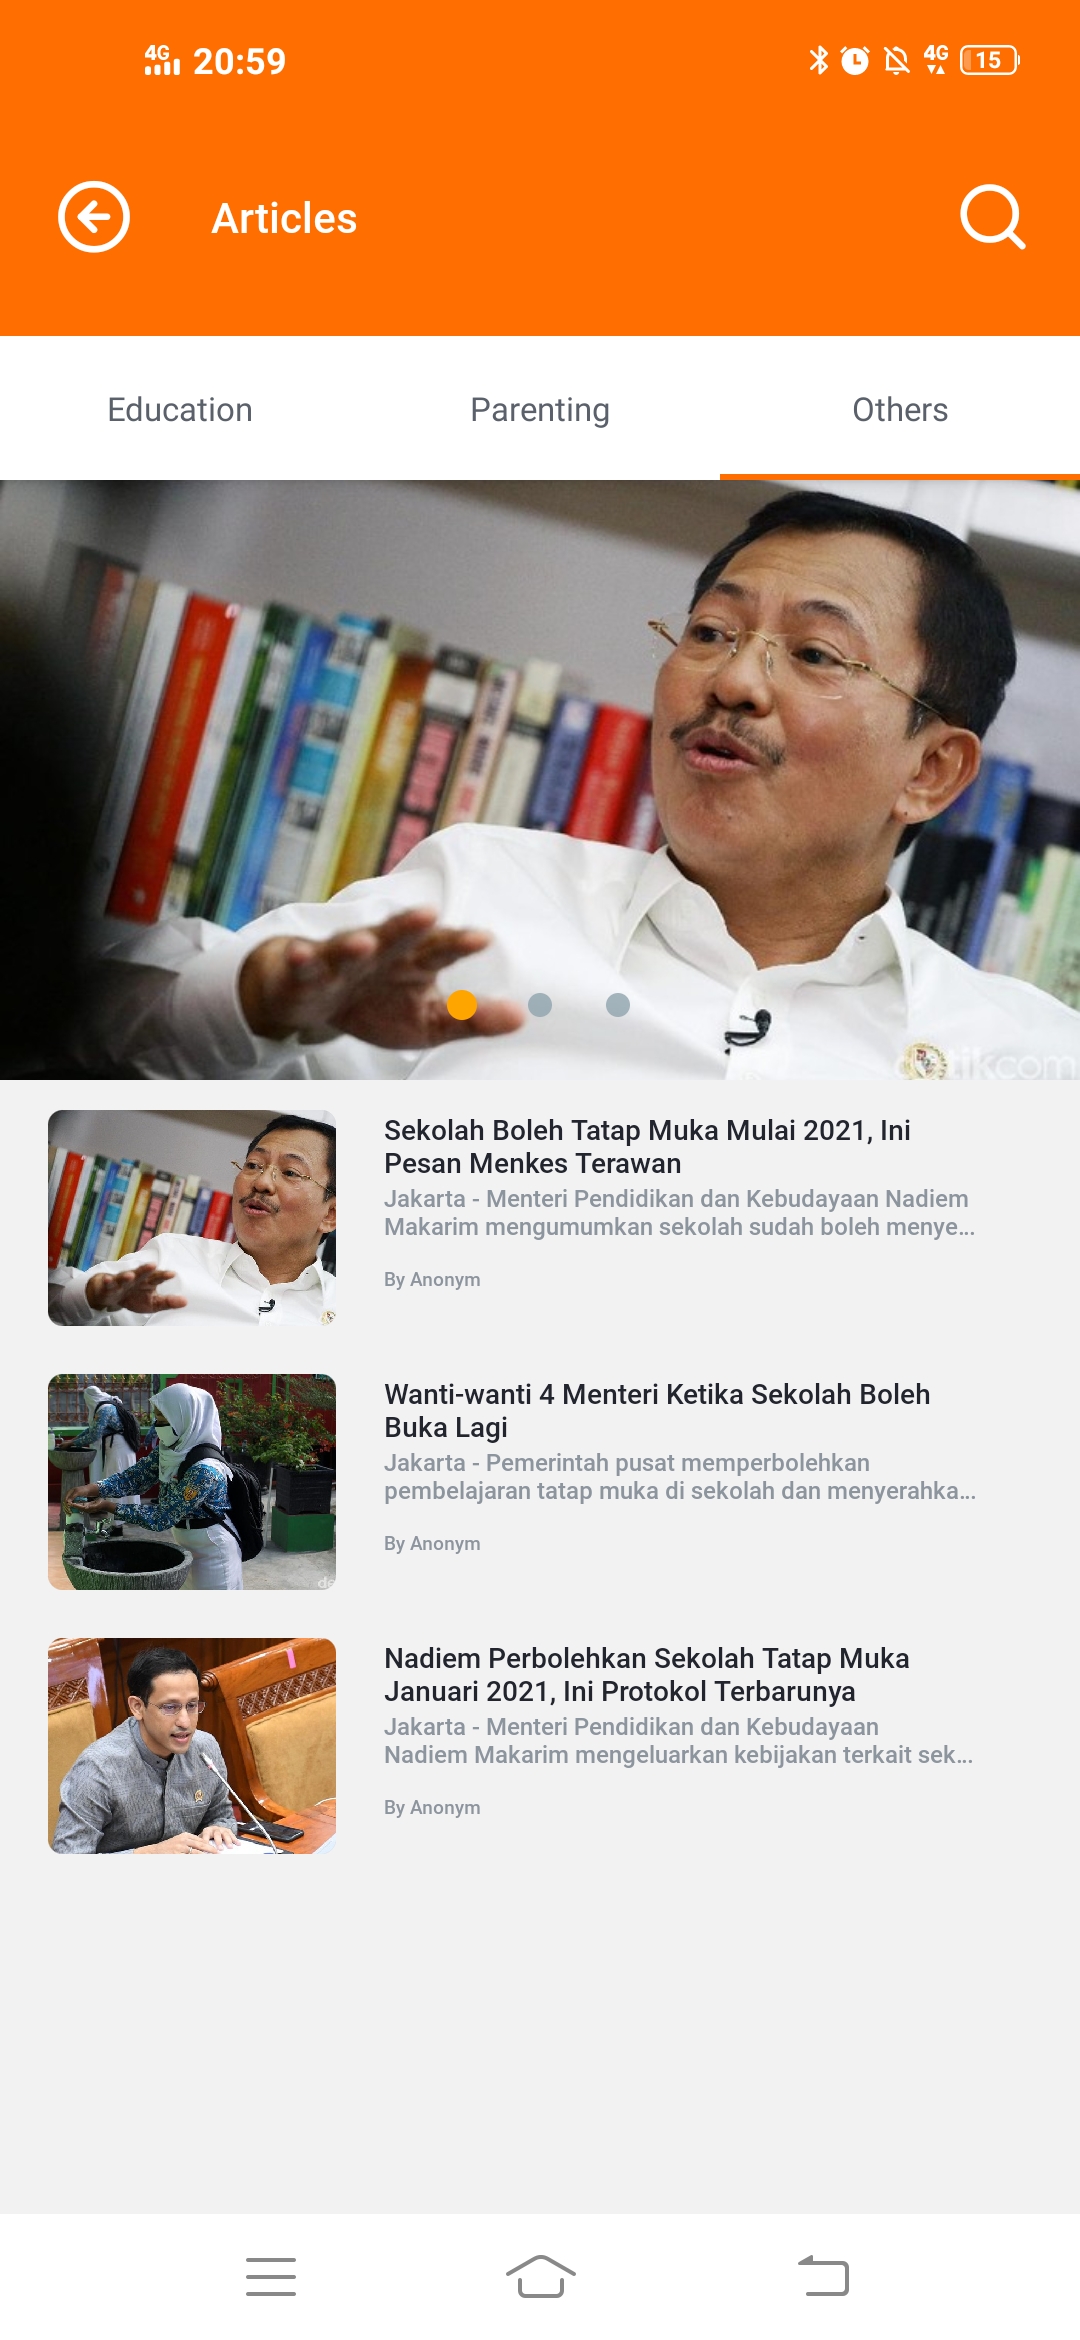 4G 20:59 4G 15
Articles
Education Parenting Others
Sekolah Boleh Tatap Muka Mulai 2021, Ini
Pesan Menkes Terawan
Jakarta - Menteri Pendidikan dan Kebudayaan Nadiem
Makarim mengumumkan sekolah sudah boleh menye...
By Anonym
Wanti-wanti 4 Menteri Ketika Sekolah Boleh
Buka Lagi
Jakarta - Pemerintah pusat memperbolehkan
pembelajaran tatap muka di sekolah dan menyerahka...
By Anonym
Nadiem Perbolehkan Sekolah Tatap Muka
Januari 2021, Ini Protokol Terbarunya
Jakarta - Menteri Pendidikan dan Kebudayaan
Nadiem Makarim mengeluarkan kebijakan terkait sek...
By Anonym